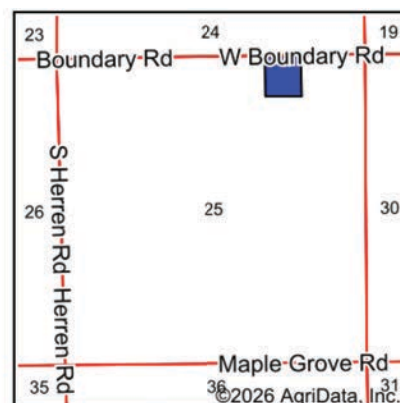 23
24
19
Boundary Rd
W Boundary Rd
S Herren Rd
Herren Rd
26
25
30
Maple Grove Rd
35
36
31
©2026 AgriData, Inc.